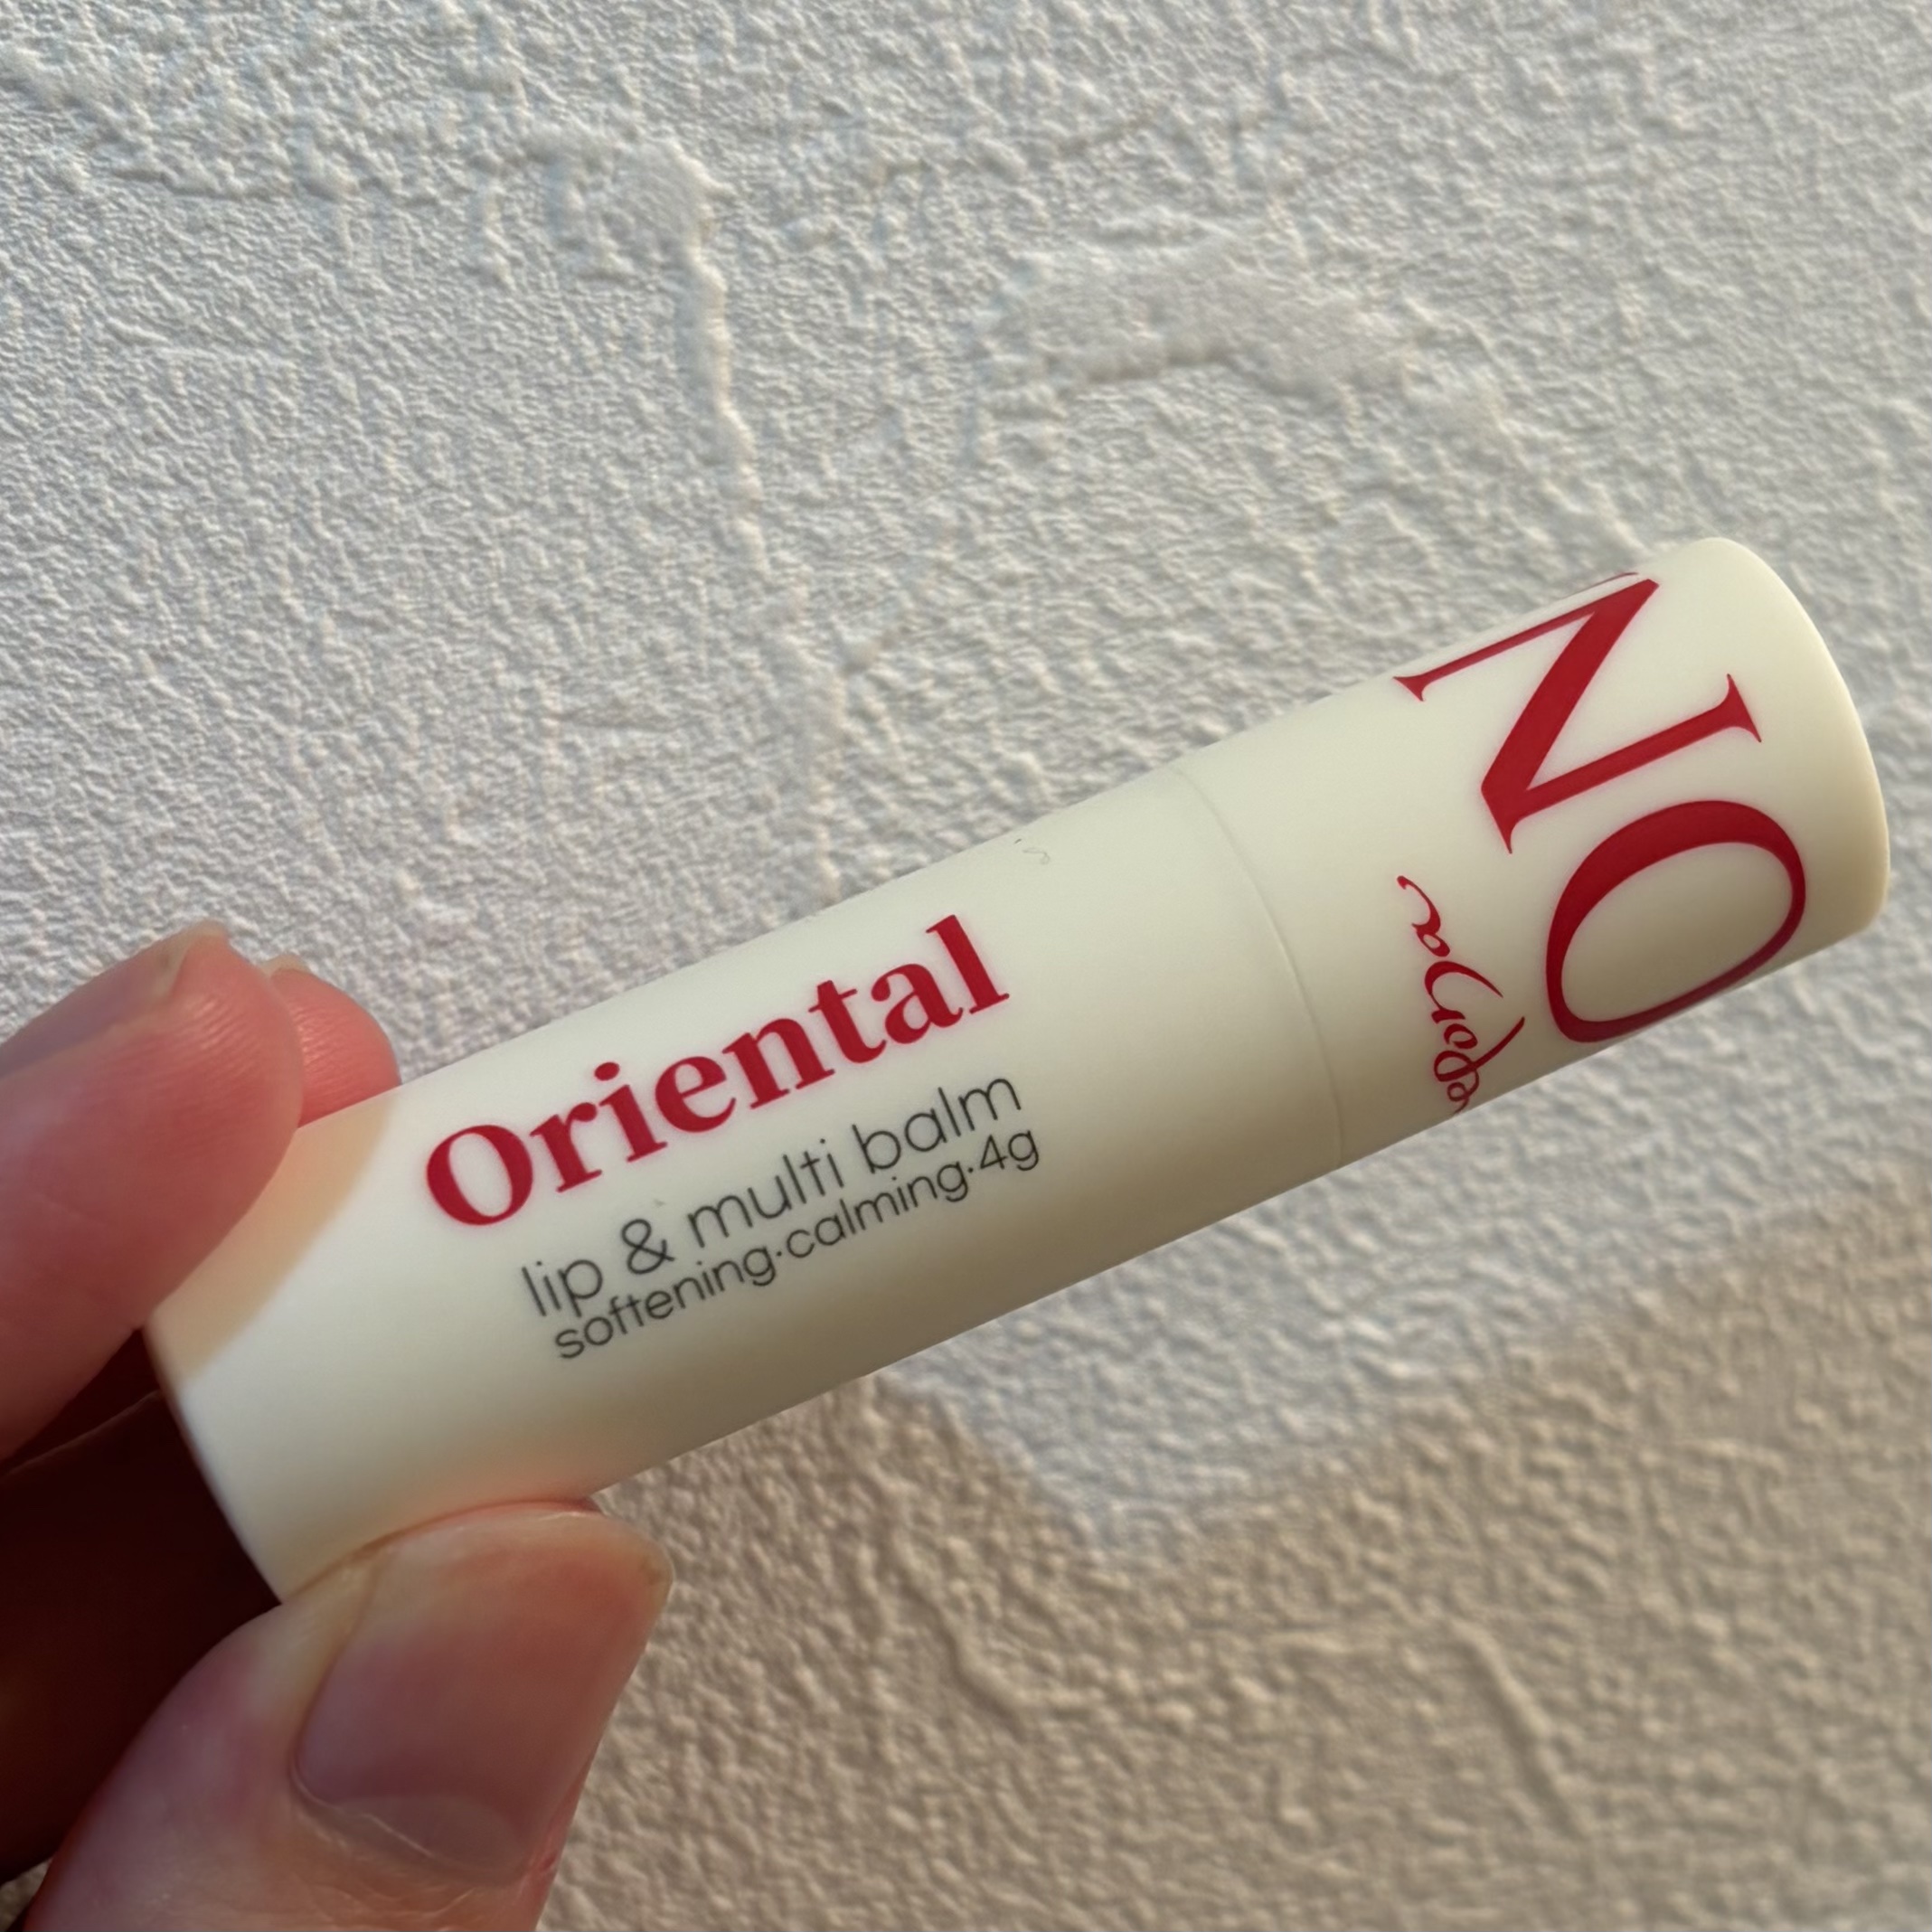 Oriental
lip & multi balm
softening·calming·4g
NO